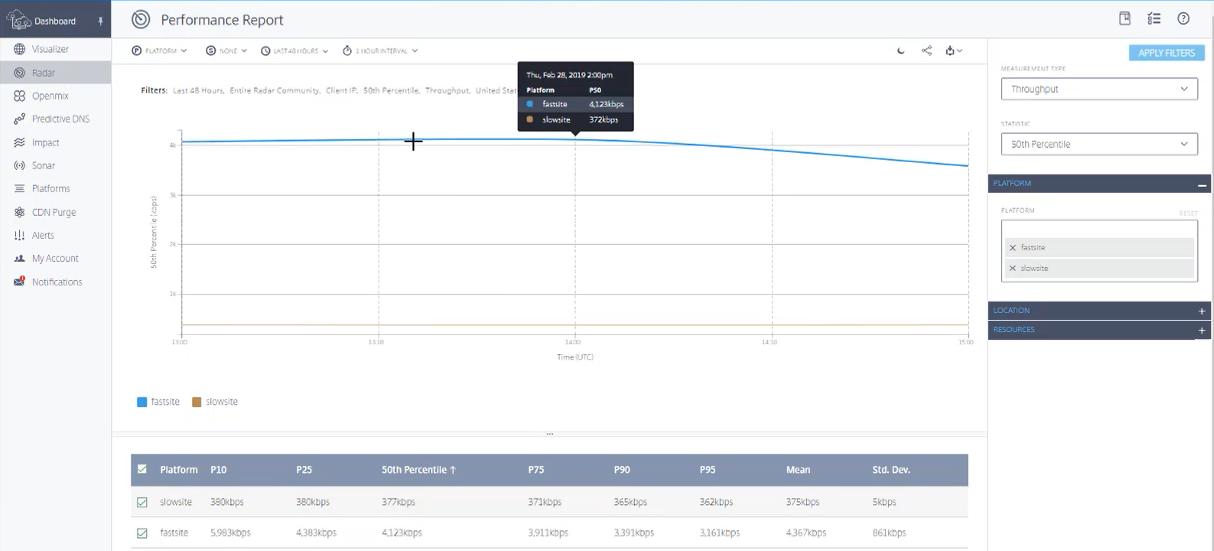 Dashboard
Performance Report
Visualizer
Radar
Openmix
Predictive DNS
Impact
Sonar
Platforms
CDN Purge
Alerts
My Account
Notifications
PLATFORM
NONE
LAST 48 HOURS
1 HOUR INTERVAL
Filters: Last 48 Hours, Entire Radar Community, Client IP, 50th Percentile, Throughput, United Stat
Thu, Feb 28, 2019 2:00pm
Platform P50
fastsite 4,123kbps
slowsite 372kbps
50th Percentile (kbps)
4k
3k
2k
1k
13:00 13:30 14:00 14:30 15:00
Time (UTC)
fastsite slowsite
Platform P10 P25 50th Percentile ↑ P75 P90 P95 Mean Std. Dev.
slowsite 380kbps 380kbps 377kbps 371kbps 365kbps 362kbps 375kbps 5kbps
fastsite 5,983kbps 4,383kbps 4,123kbps 3,911kbps 3,391kbps 3,161kbps 4,367kbps 861kbps
APPLY FILTERS
MEASUREMENT TYPE
Throughput
STATISTIC
50th Percentile
PLATFORM
PLATFORM
RESET
× fastsite
× slowsite
LOCATION +
RESOURCES +